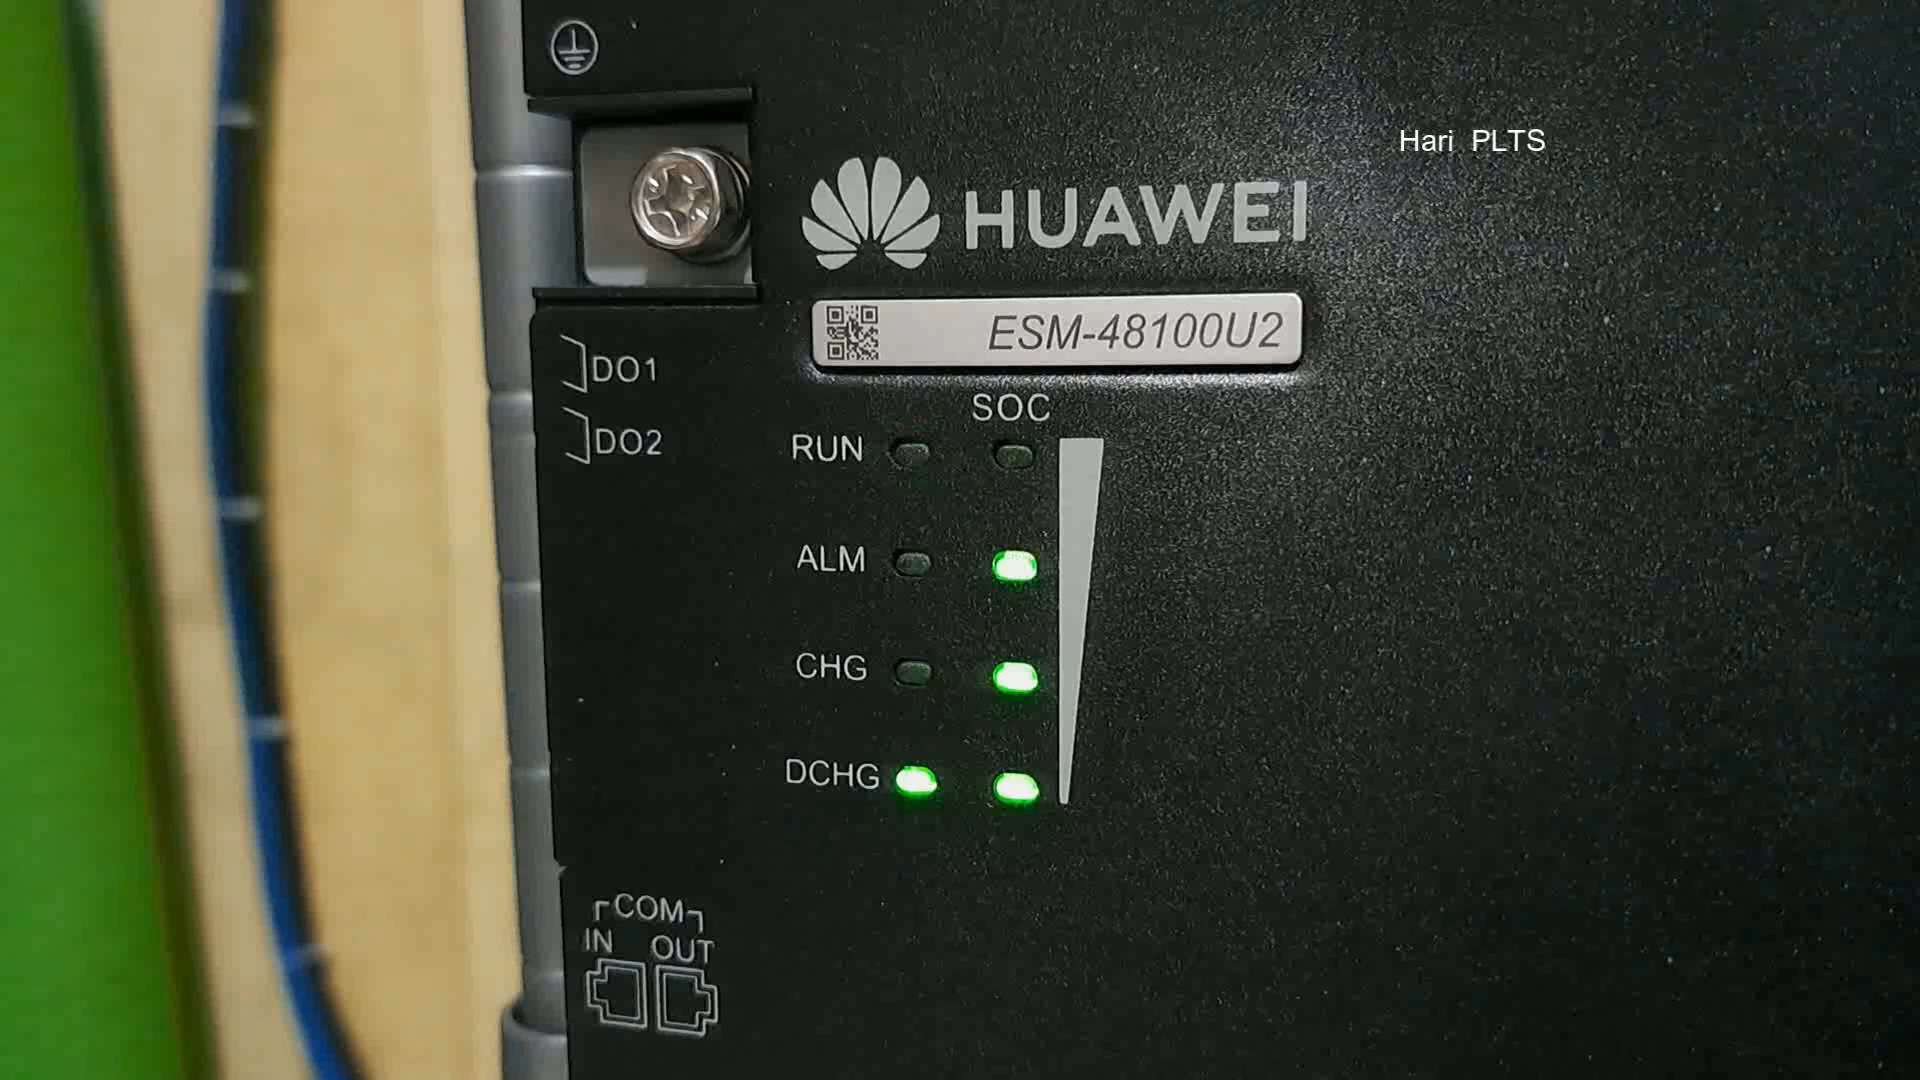 Hari  PLTS
HUAWEI
ESM-48100U2
DO1
DO2
SOC
RUN
ALM
CHG
DCHG
COM
IN OUT